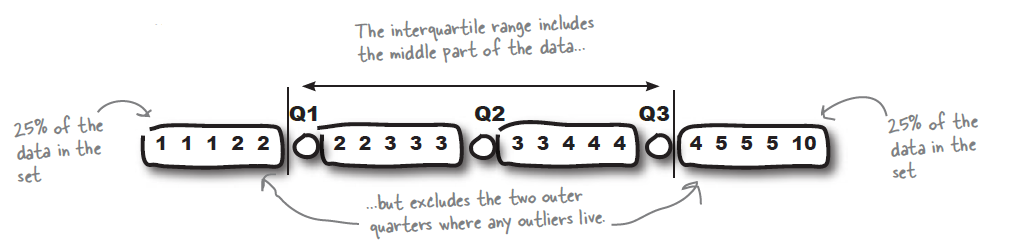 The interquartile range includes
the middle part of the data...
Q1
Q2
Q3
25% of the
data in the
set
1 1 1 2 2
2 2 3 3 3
3 3 4 4 4
4 5 5 5 10
25% of the
data in the
set
...but excludes the two outer
quarters where any outliers live.